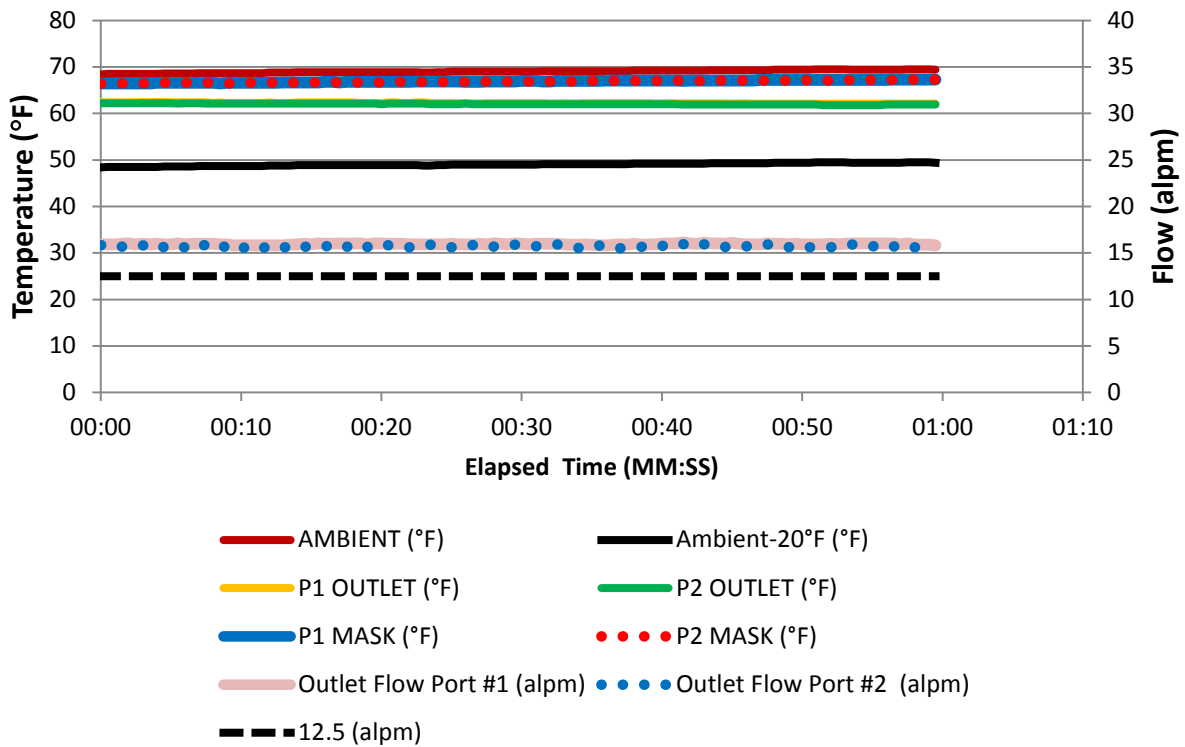 80
70
60
50
40
30
20
10
0
Temperature (°F)
40
35
30
25
20
15
10
5
0
Flow (alpm)
00:00 00:10 00:20 00:30 00:40 00:50 01:00 01:10
Elapsed Time (MM:SS)
AMBIENT (°F) Ambient-20°F (°F)
P1 OUTLET (°F) P2 OUTLET (°F)
P1 MASK (°F) P2 MASK (°F)
Outlet Flow Port #1 (alpm) Outlet Flow Port #2 (alpm)
12.5 (alpm)